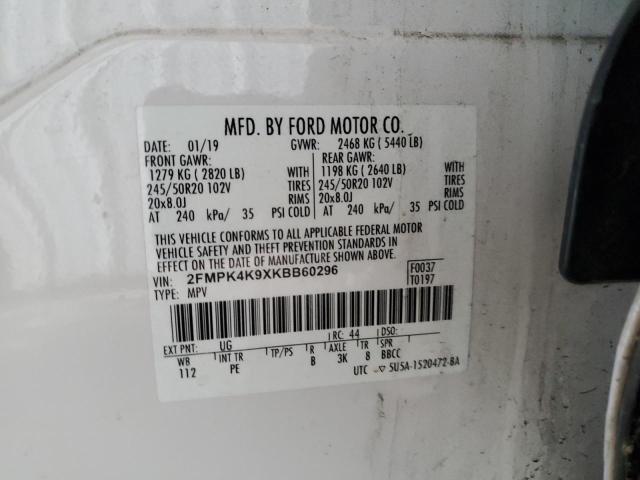 MFD. BY FORD MOTOR CO.
DATE: 01/19 GVWR: 2468 KG ( 5440 LB)
FRONT GAWR: REAR GAWR:
1279 KG ( 2820 LB) WITH 1198 KG ( 2640 LB) WITH
245/50R20 102V TIRES 245/50R20 102V TIRES
20x8.0J RIMS 20x8.0J RIMS
AT 240 kPa/ 35 PSI COLD AT 240 kPa/ 35 PSI COLD
THIS VEHICLE CONFORMS TO ALL APPLICABLE FEDERAL MOTOR
VEHICLE SAFETY BUMPER, AND THEFT PREVENTION STANDARDS IN
EFFECT ON THE DATE OF MANUFACTURE SHOWN ABOVE.
VIN: 2FMPK4K9XKBB60296 F0037
TYPE: MPV T0197
EXT PNT: UG RC: 44 DSO:
WB INT TR TP/PS R AXLE TR SPR
112 PE B 3K 8 BBCC
UTC ▽ 5U5A-1520472-BA